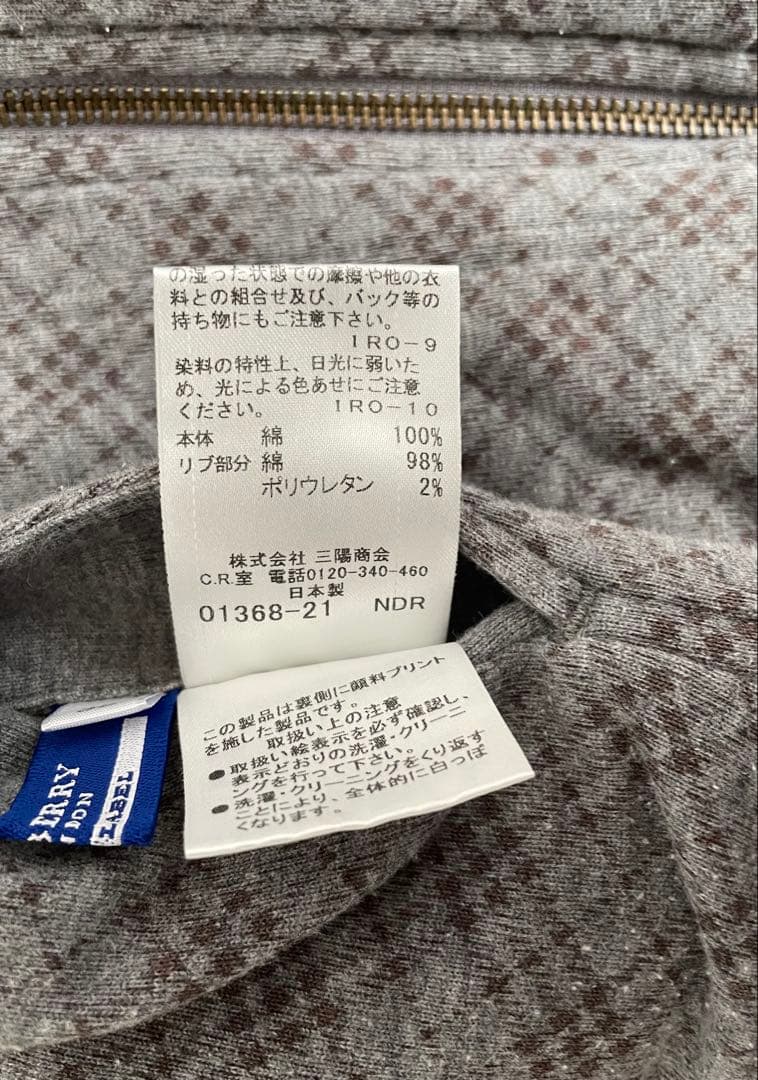 の湿った状態での摩擦や他の衣
料との組合せ及び、バック等の
持ち物にもご注意下さい。
IRO-9
染料の特性上、日光に弱いた
め、光による色あせにご注意
ください。 IRO-10
本体 綿 100%
リブ部分 綿 98%
ポリウレタン 2%
株式会社 三陽商会
C.R.室 電話0120-340-460
日本製
01368-21 NDR
この製品は裏側に顔料プリント
を施した製品です。
取扱い上の注意
●取扱い絵表示を必ず確認し、
表示どおりの洗濯・クリーニ
ングを行って下さい。
●洗濯・クリーニングをくり返す
ことにより、全体的に白っぽ
くなります。
ERRY
DON
LABEL